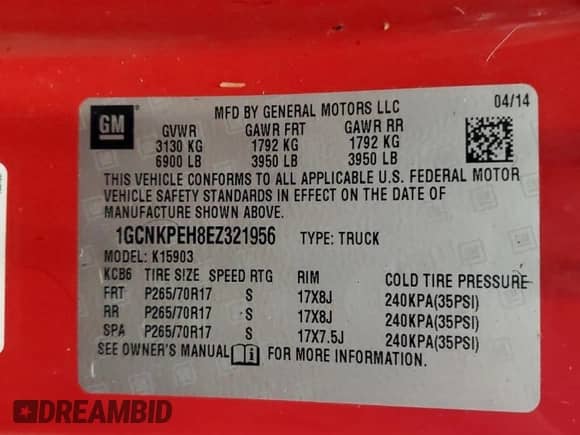 MFD BY GENERAL MOTORS LLC 04/14
GM
GVWR GAWR FRT GAWR RR
3130 KG 1792 KG 1792 KG
6900 LB 3950 LB 3950 LB
THIS VEHICLE CONFORMS TO ALL APPLICABLE U.S. FEDERAL MOTOR
VEHICLE SAFETY STANDARDS IN EFFECT ON THE DATE OF
MANUFACTURE SHOWN ABOVE.
1GCNKPEH8EZ321956 TYPE: TRUCK
MODEL: K15903
KCB6 TIRE SIZE SPEED RTG RIM COLD TIRE PRESSURE
FRT P265/70R17 S 17X8J 240KPA(35PSI)
RR P265/70R17 S 17X8J 240KPA(35PSI)
SPA P265/70R17 S 17X7.5J 240KPA(35PSI)
SEE OWNER'S MANUAL i FOR MORE INFORMATION.
DREAMBID